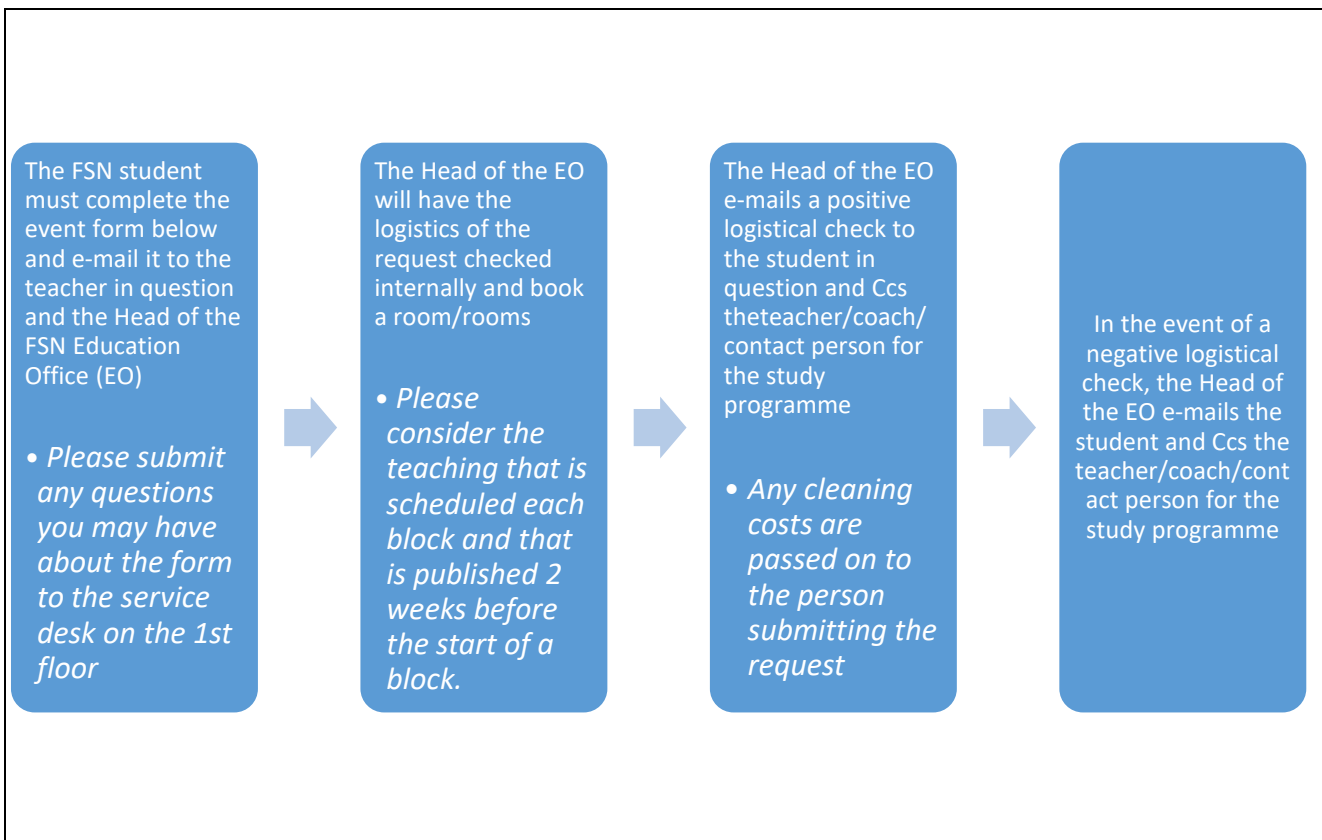 The FSN student
must complete the
event form below
and e-mail it to the
teacher in question
and the Head of the
FSN Education
Office (EO)
• Please submit
any questions
you may have
about the form
to the service
desk on the 1st
floor
The Head of the EO
will have the
logistics of the
request checked
internally and book
a room/rooms
• Please
consider the
teaching that is
scheduled each
block and that
is published 2
weeks before
the start of a
block.
The Head of the EO
e-mails a positive
logistical check to
the student in
question and Ccs
theteacher/coach/
contact person for
the study
programme
• Any cleaning
costs are
passed on to
the person
submitting the
request
In the event of a
negative logistical
check, the Head of
the EO e-mails the
student and Ccs the
teacher/coach/cont
act person for the
study programme